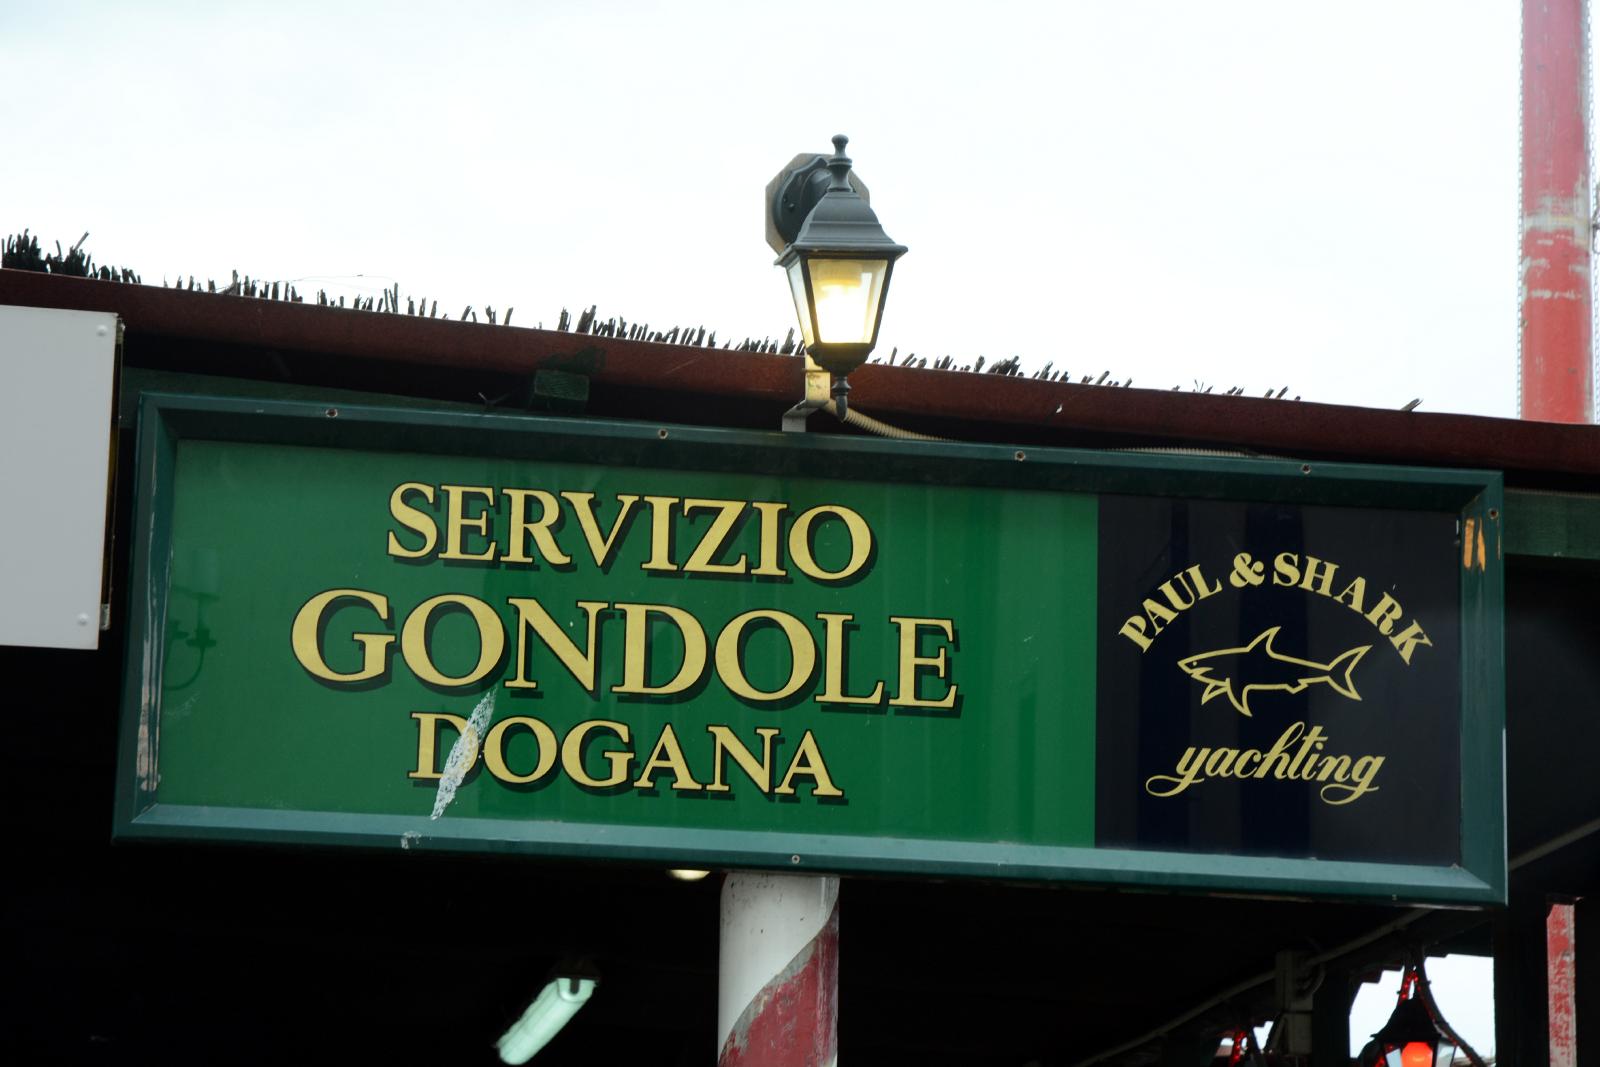 SERVIZIO
GONDOLE
DOGANA
PAUL & SHARK
yachting